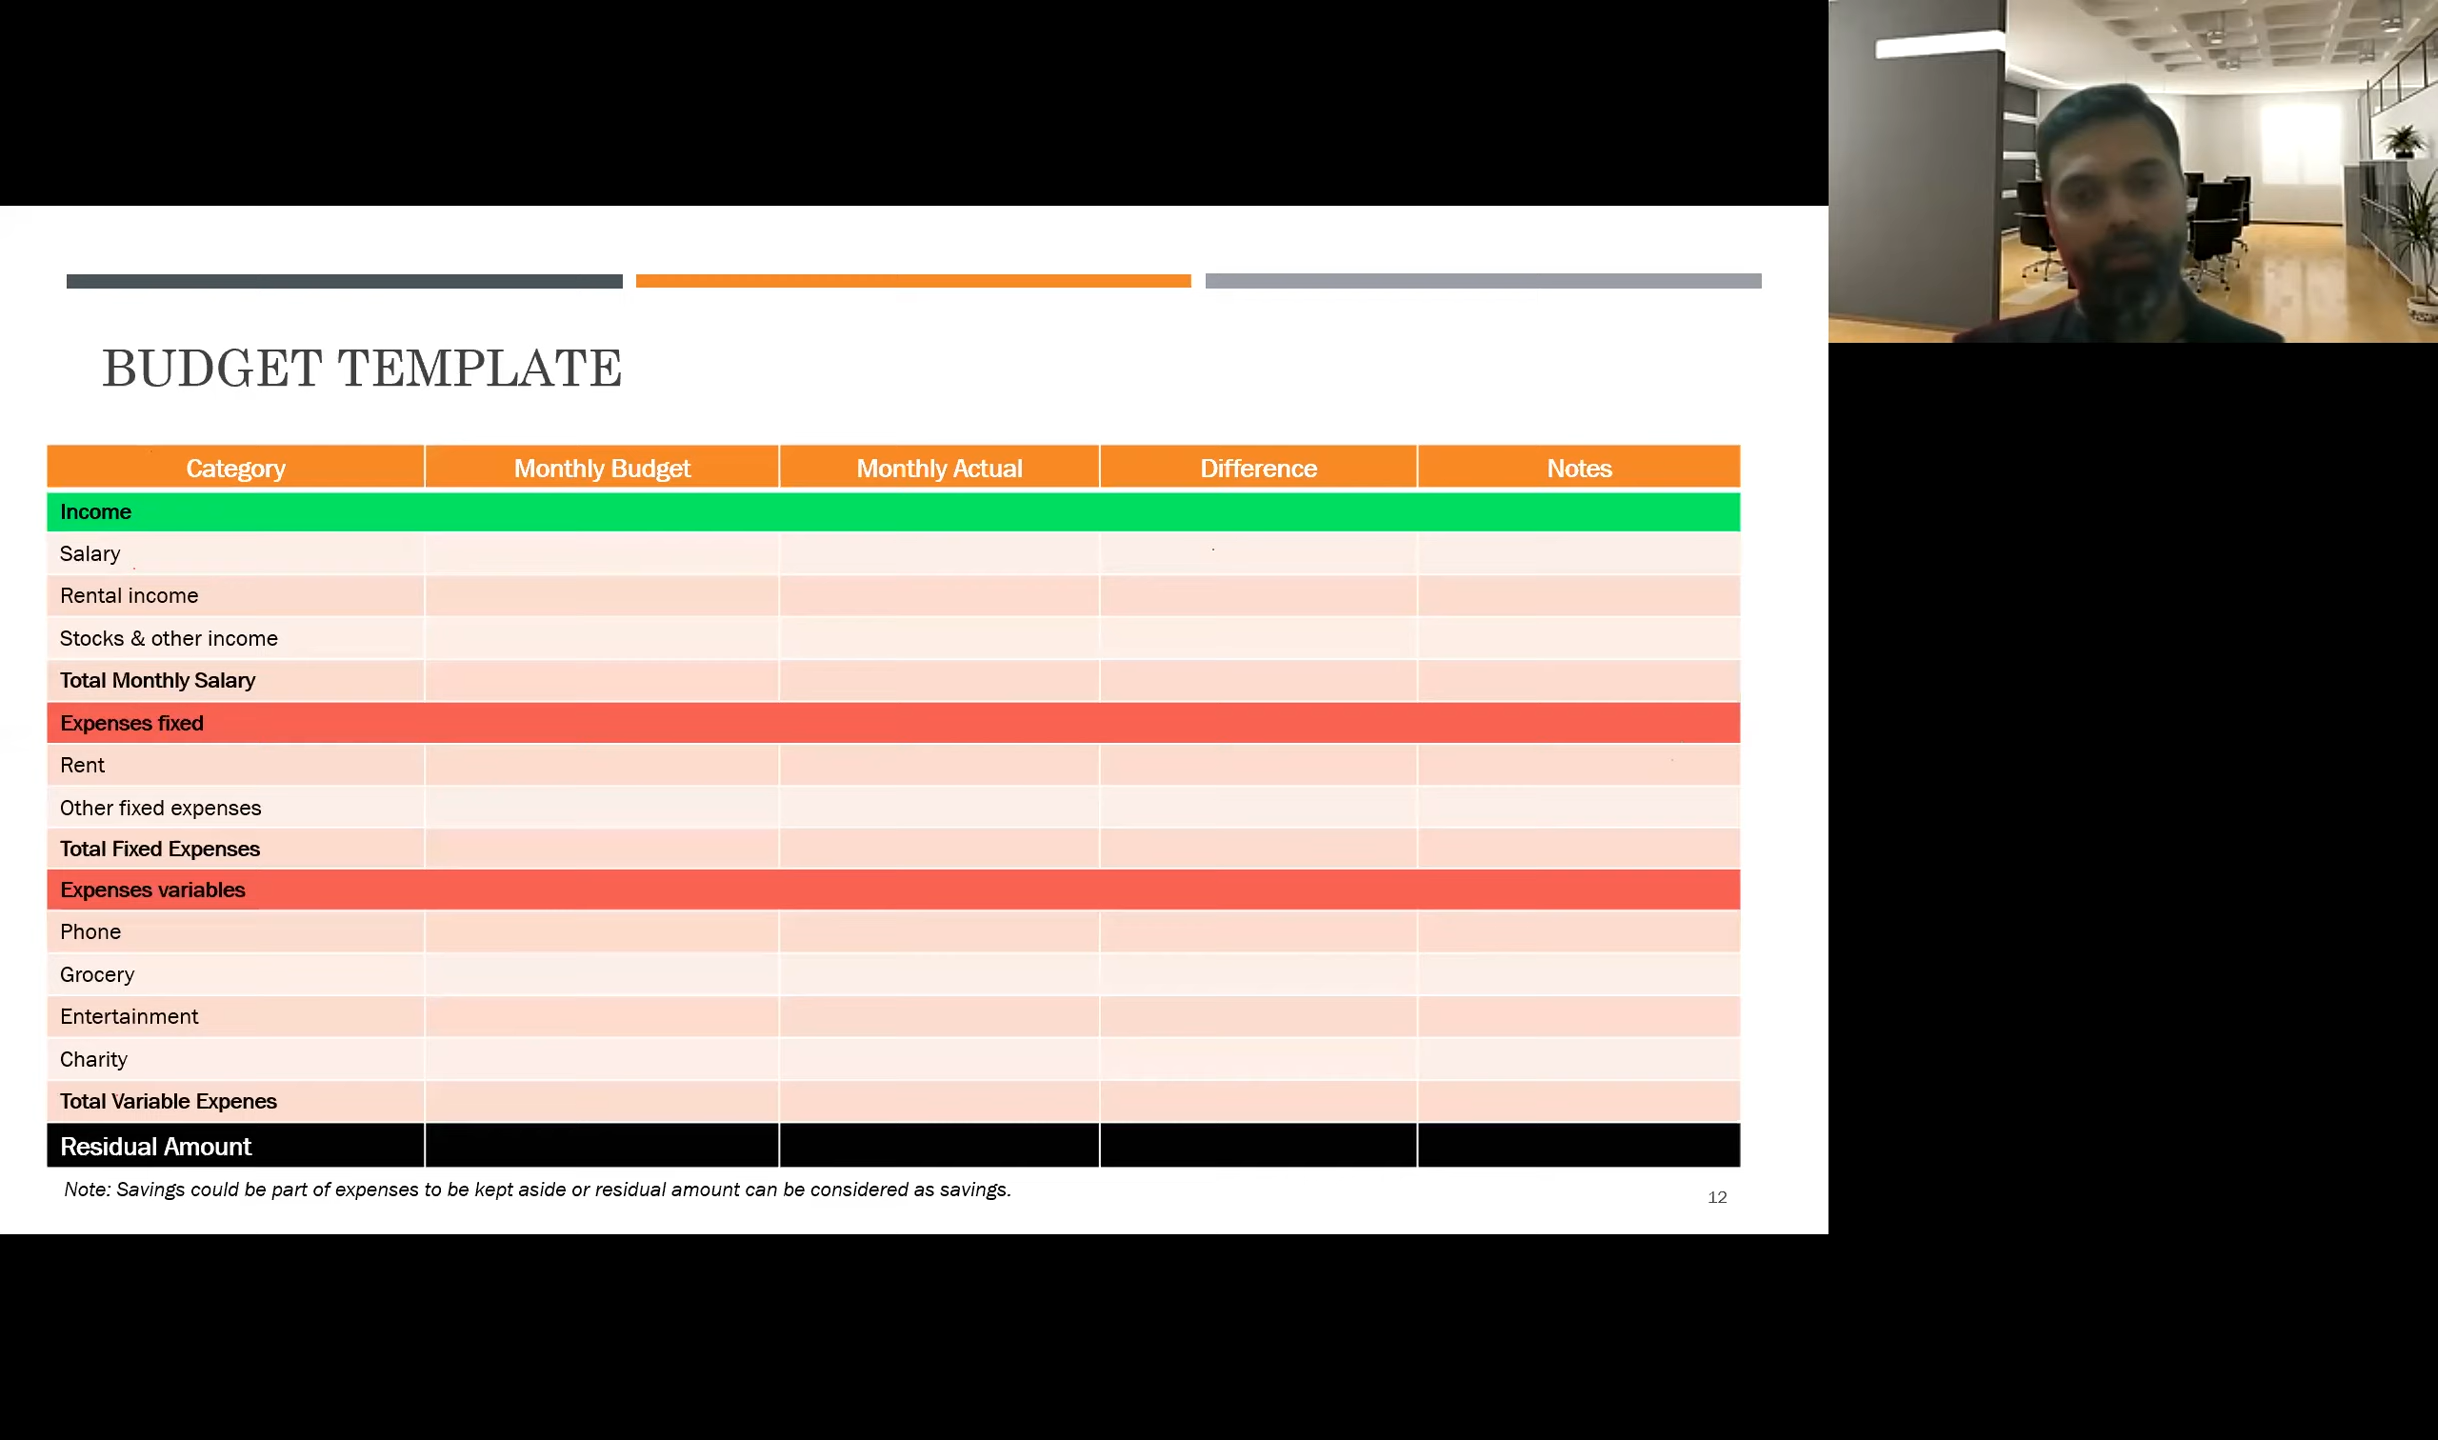 BUDGET TEMPLATE
Category Monthly Budget Monthly Actual Difference Notes
Income
Salary
Rental income
Stocks & other income
Total Monthly Salary
Expenses fixed
Rent
Other fixed expenses
Total Fixed Expenses
Expenses variables
Phone
Grocery
Entertainment
Charity
Total Variable Expenes
Residual Amount
Note: Savings could be part of expenses to be kept aside or residual amount can be considered as savings.
12